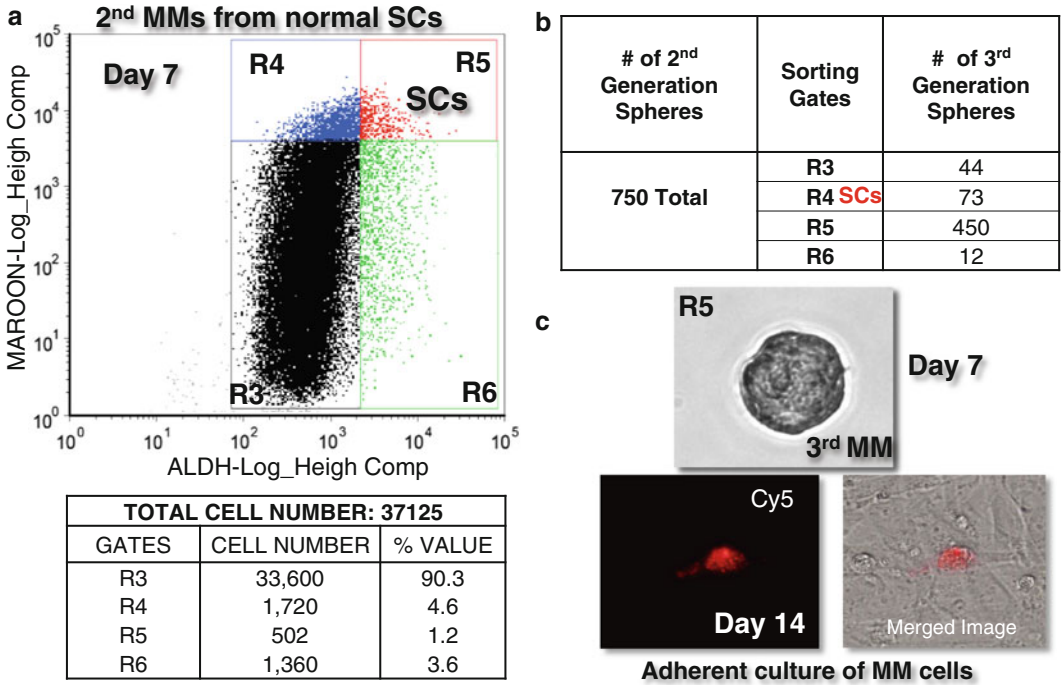 a
2nd MMs from normal SCs
Day 7
R4
R5
SCs
R3
R6
MAROON-Log_Heigh Comp
10^5
10^4
10^3
10^2
10^1
10^0
10^0 10^1 10^2 10^3 10^4 10^5
ALDH-Log_Heigh Comp
TOTAL CELL NUMBER: 37125
GATES CELL NUMBER % VALUE
R3 33,600 90.3
R4 1,720 4.6
R5 502 1.2
R6 1,360 3.6
b
# of 2nd Generation Spheres
Sorting Gates
# of 3rd Generation Spheres
750 Total
R3 44
R4 SCs 73
R5 450
R6 12
c
R5
Day 7
3rd MM
Cy5
Day 14
Merged Image
Adherent culture of MM cells